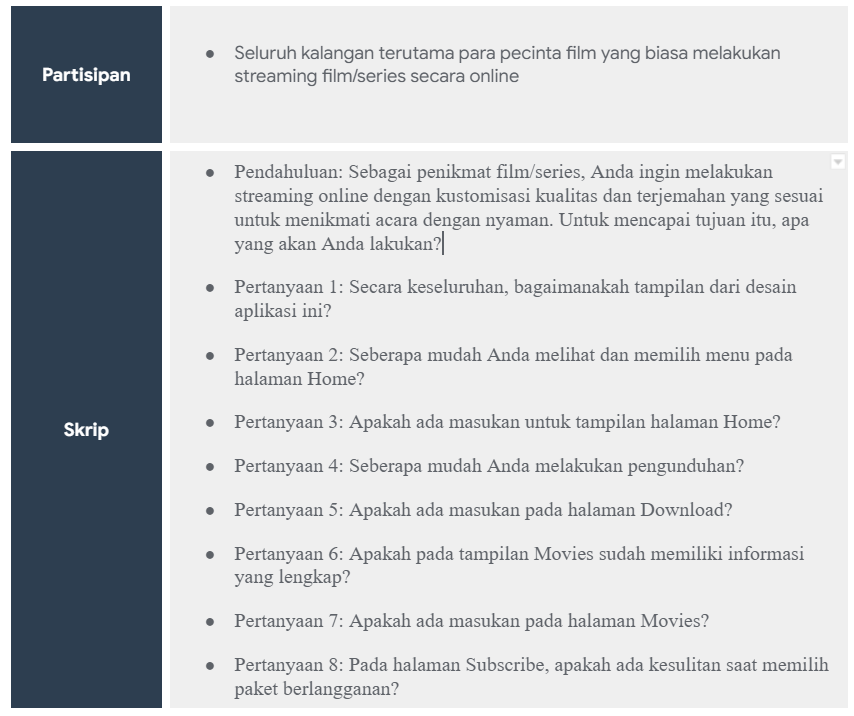 Partisipan
● Seluruh kalangan terutama para pecinta film yang biasa melakukan
streaming film/series secara online
Skrip
● Pendahuluan: Sebagai penikmat film/series, Anda ingin melakukan
streaming online dengan kustomisasi kualitas dan terjemahan yang sesuai
untuk menikmati acara dengan nyaman. Untuk mencapai tujuan itu, apa
yang akan Anda lakukan?
● Pertanyaan 1: Secara keseluruhan, bagaimanakah tampilan dari desain
aplikasi ini?
● Pertanyaan 2: Seberapa mudah Anda melihat dan memilih menu pada
halaman Home?
● Pertanyaan 3: Apakah ada masukan untuk tampilan halaman Home?
● Pertanyaan 4: Seberapa mudah Anda melakukan pengunduhan?
● Pertanyaan 5: Apakah ada masukan pada halaman Download?
● Pertanyaan 6: Apakah pada tampilan Movies sudah memiliki informasi
yang lengkap?
● Pertanyaan 7: Apakah ada masukan pada halaman Movies?
● Pertanyaan 8: Pada halaman Subscribe, apakah ada kesulitan saat memilih
paket berlangganan?